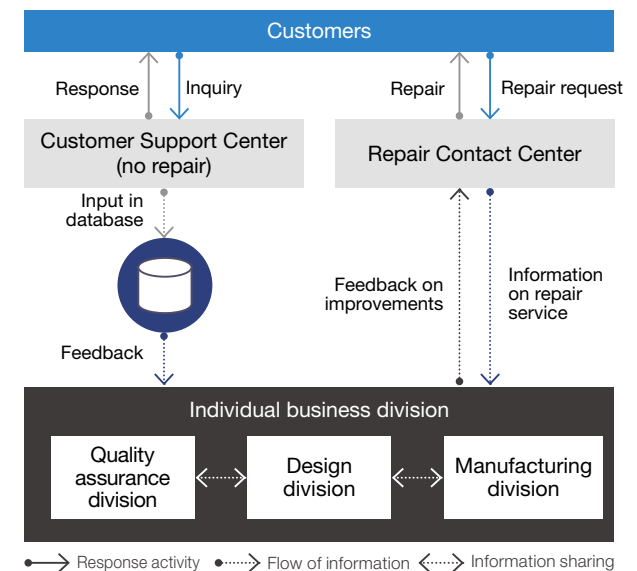 Customers
Response
Inquiry
Repair
Repair request
Customer Support Center
(no repair)
Repair Contact Center
Input in
database
Feedback on
improvements
Information
on repair
service
Feedback
Individual business division
Quality
assurance
division
Design
division
Manufacturing
division
Response activity
Flow of information
Information sharing